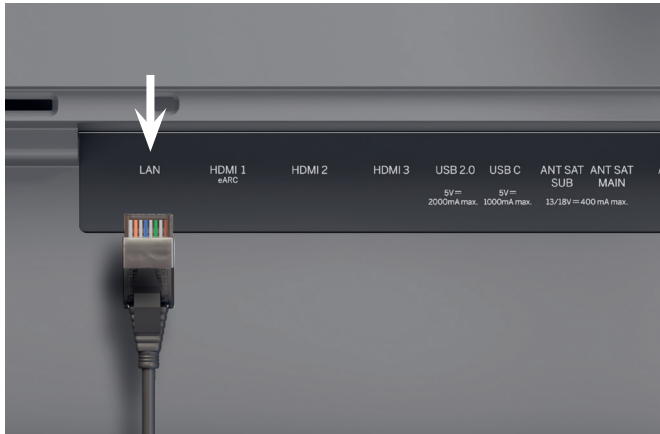 LAN
HDMI 1
eARC
HDMI 2
HDMI 3
USB 2.0
5V⎓
2000mA max.
USB C
5V⎓
1000mA max.
ANT SAT
SUB
ANT SAT
MAIN
13/18V⎓400 mA max.